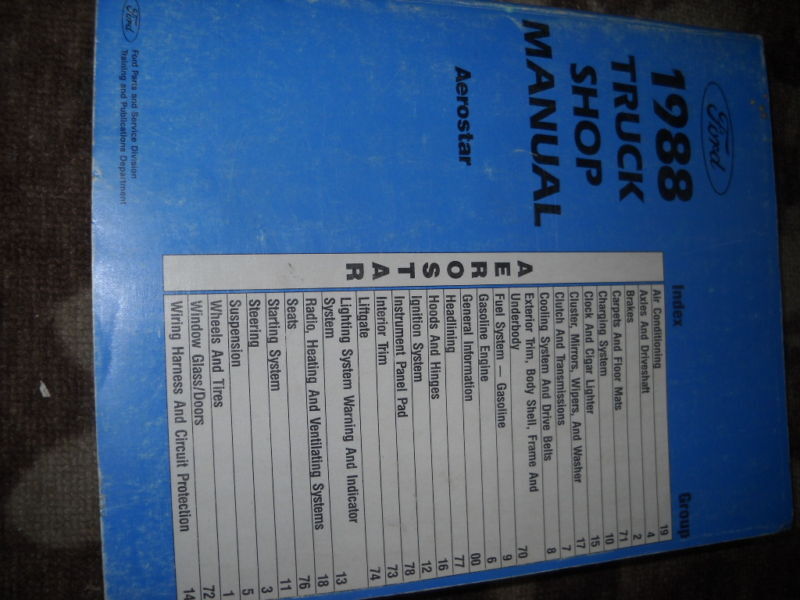 Ford
1988
TRUCK
SHOP
MANUAL
Aerostar
AEROSTAR
Index Group
Air Conditioning 19
Axles And Driveshaft 4
Brakes 2
Carpets And Floor Mats 71
Charging System 10
Clock And Cigar Lighter 15
Cluster, Mirrors, Wipers, And Washer 17
Clutch And Transmissions 7
Cooling System And Drive Belts 8
Exterior Trim, Body Shell, Frame And
Underbody 70
Fuel System — Gasoline 9
Gasoline Engine 6
General Information 00
Headlining 77
Hoods And Hinges 16
Ignition System 12
Instrument Panel Pad 78
Interior Trim 73
Liftgate 74
Lighting System Warning And Indicator
System 13
Radio, Heating And Ventilating Systems 18
Seats 76
Starting System 11
Steering 3
Suspension 5
Wheels And Tires 1
Window Glass/Doors 72
Wiring Harness And Circuit Protection 14
Ford
Ford Parts and Service Division
Training and Publications Department